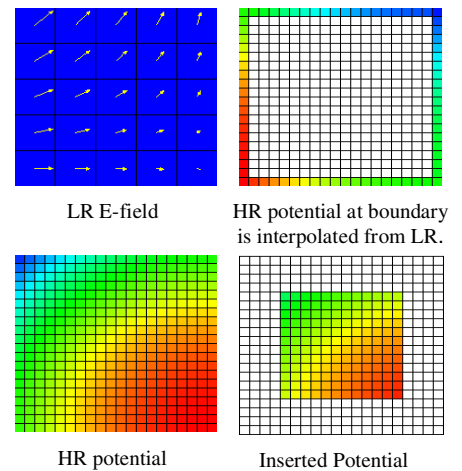 LR E-field
HR potential at boundary
is interpolated from LR.
HR potential
Inserted Potential